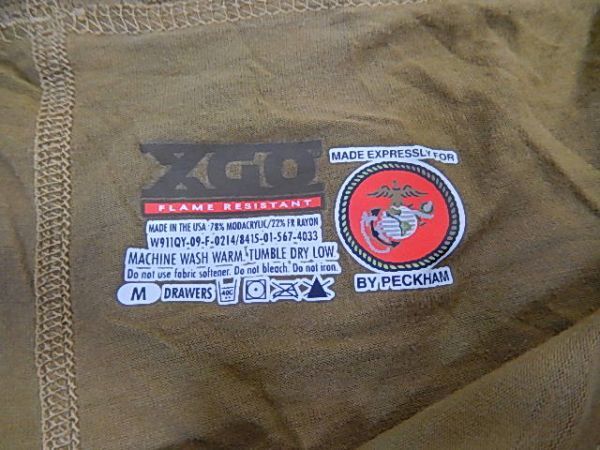 XGO
FLAME RESISTANT
MADE IN THE USA 78% MODACRYLIC/22% FR RAYON
W911QY-09-F-0214/8415-01-567-4033
MACHINE WASH WARM. TUMBLE DRY LOW.
Do not use fabric softener. Do not bleach. Do not iron.
M DRAWERS 40C
MADE EXPRESSLY FOR
BY PECKHAM